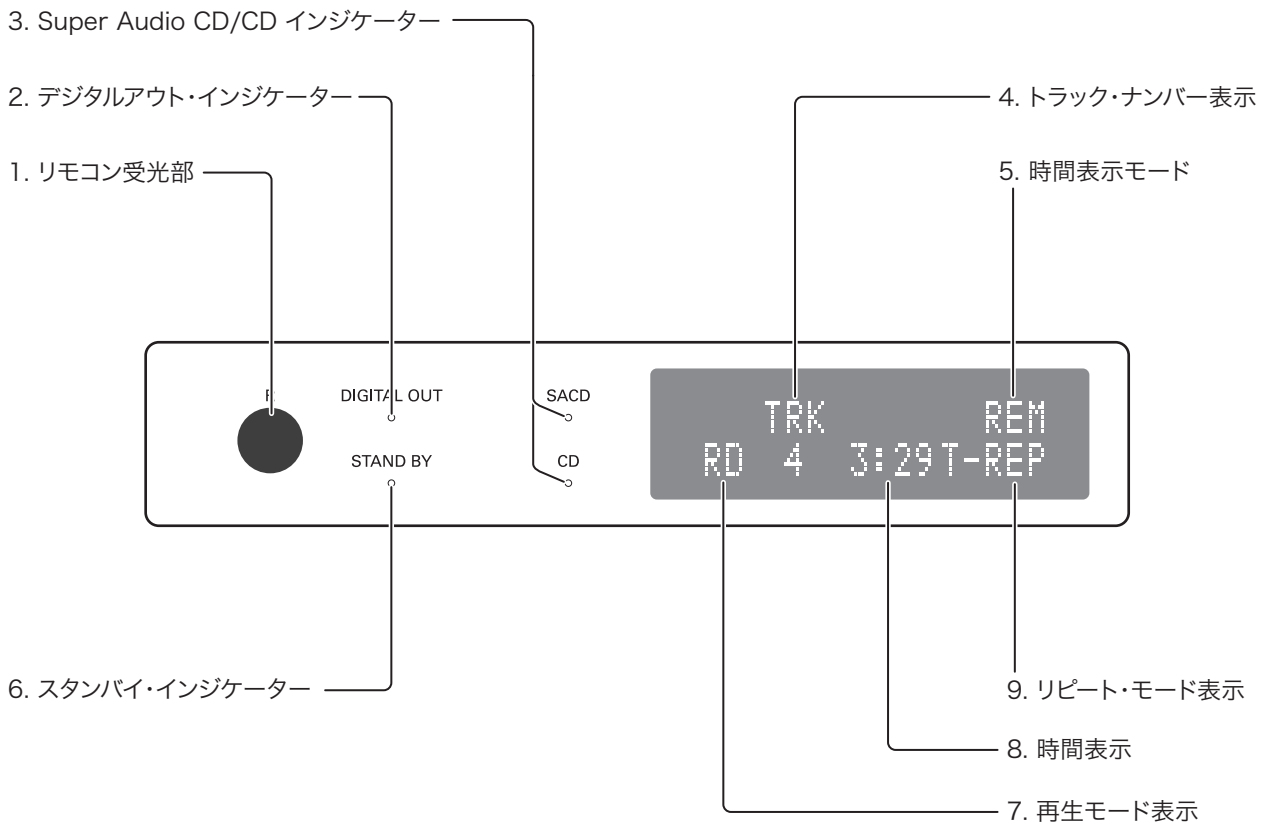 3. Super Audio CD/CD インジケーター
2. デジタルアウト・インジケーター
4. トラック・ナンバー表示
1. リモコン受光部
5. 時間表示モード
DIGITAL OUT
SACD
TRK
REM
STAND BY
CD
RD 4 3:29T-REP
6. スタンバイ・インジケーター
9. リピート・モード表示
8. 時間表示
7. 再生モード表示